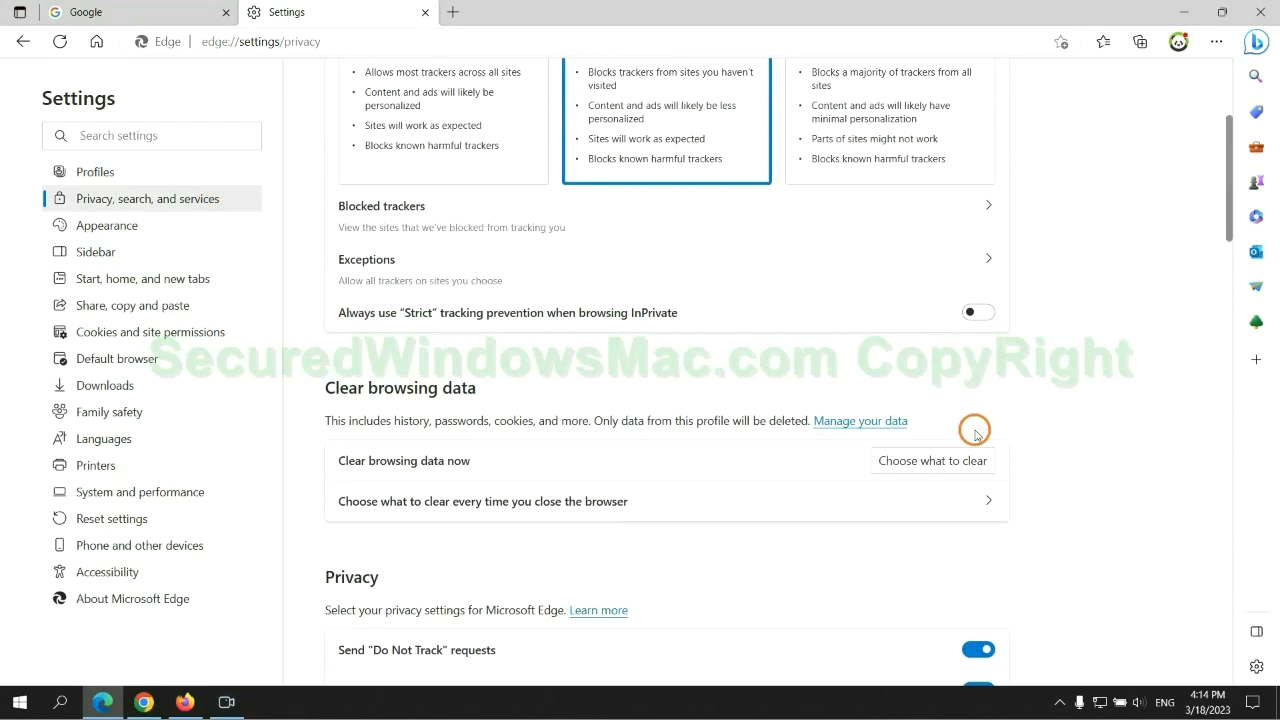 Google
Settings
Edge
edge://settings/privacy
Settings
Search settings
Profiles
Privacy, search, and services
Appearance
Sidebar
Start, home, and new tabs
Share, copy and paste
Cookies and site permissions
Default browser
Downloads
Family safety
Languages
Printers
System and performance
Reset settings
Phone and other devices
Accessibility
About Microsoft Edge
• Allows most trackers across all sites
• Content and ads will likely be
personalized
• Sites will work as expected
• Blocks known harmful trackers
• Blocks trackers from sites you haven't
visited
• Content and ads will likely be less
personalized
• Sites will work as expected
• Blocks known harmful trackers
• Blocks a majority of trackers from all
sites
• Content and ads will likely have
minimal personalization
• Parts of sites might not work
• Blocks known harmful trackers
Blocked trackers
View the sites that we've blocked from tracking you
Exceptions
Allow all trackers on sites you choose
Always use “Strict” tracking prevention when browsing InPrivate
SecuredWindowsMac.com CopyRight
Clear browsing data
This includes history, passwords, cookies, and more. Only data from this profile will be deleted. Manage your data
Clear browsing data now
Choose what to clear
Choose what to clear every time you close the browser
Privacy
Select your privacy settings for Microsoft Edge. Learn more
Send "Do Not Track" requests
ENG
4:14 PM
3/18/2023